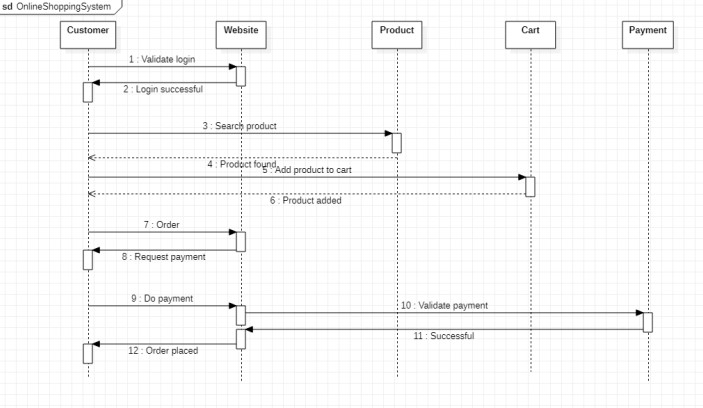 sd OnlineShoppingSystem
Customer Website Product Cart Payment
1 : Validate login
2 : Login successful
3 : Search product
4 : Product found
5 : Add product to cart
6 : Product added
7 : Order
8 : Request payment
9 : Do payment
10 : Validate payment
11 : Successful
12 : Order placed